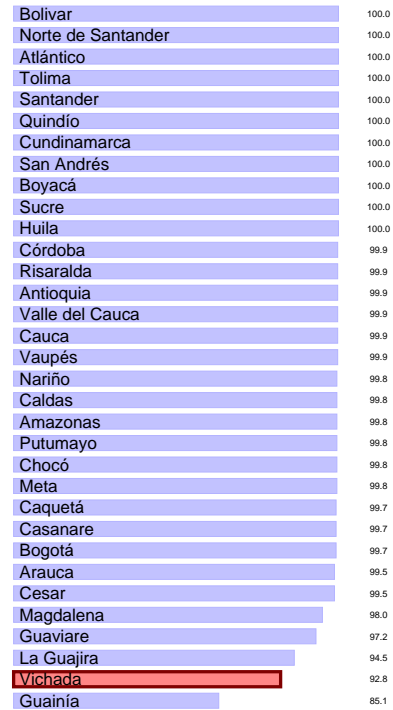 Bolivar 100.0
Norte de Santander 100.0
Atlántico 100.0
Tolima 100.0
Santander 100.0
Quindío 100.0
Cundinamarca 100.0
San Andrés 100.0
Boyacá 100.0
Sucre 100.0
Huila 100.0
Córdoba 99.9
Risaralda 99.9
Antioquia 99.9
Valle del Cauca 99.9
Cauca 99.9
Vaupés 99.9
Nariño 99.8
Caldas 99.8
Amazonas 99.8
Putumayo 99.8
Chocó 99.8
Meta 99.8
Caquetá 99.7
Casanare 99.7
Bogotá 99.7
Arauca 99.5
Cesar 99.5
Magdalena 98.0
Guaviare 97.2
La Guajira 94.5
Vichada 92.8
Guainía 85.1